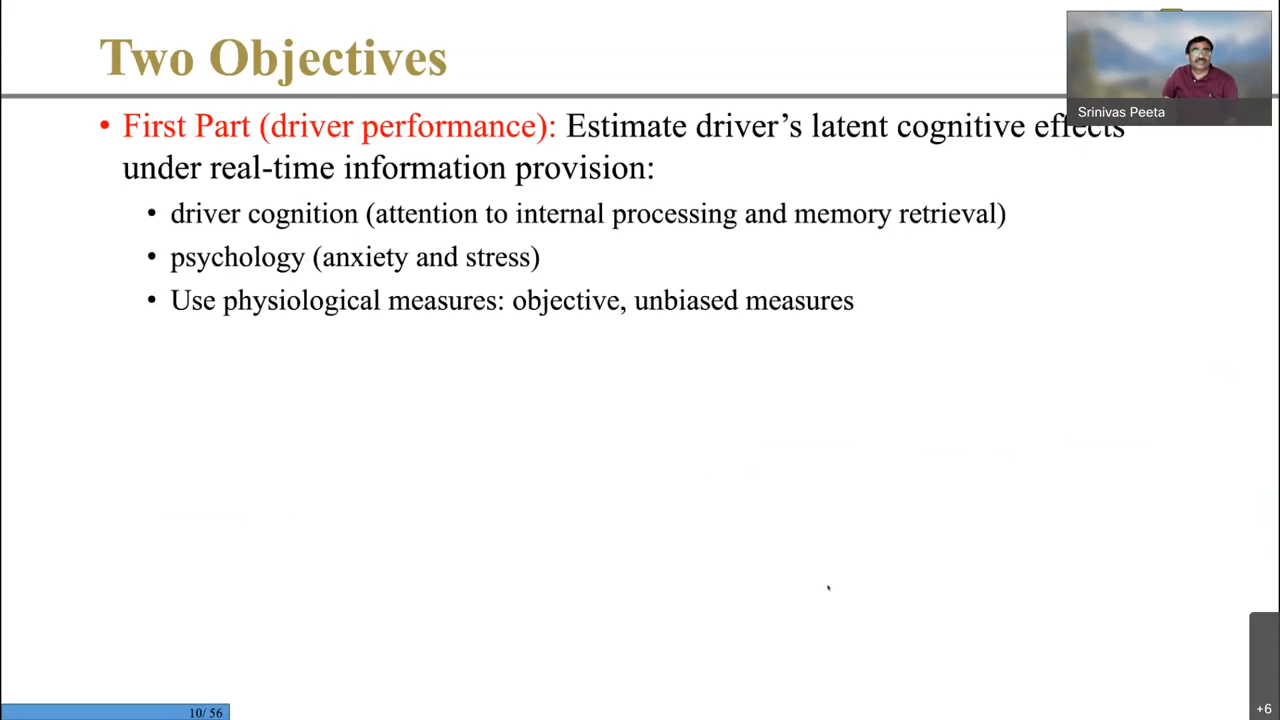 Two Objectives
Srinivas Peeta
• First Part (driver performance): Estimate driver's latent cognitive effects
under real-time information provision:
• driver cognition (attention to internal processing and memory retrieval)
• psychology (anxiety and stress)
• Use physiological measures: objective, unbiased measures
+6
10/ 56